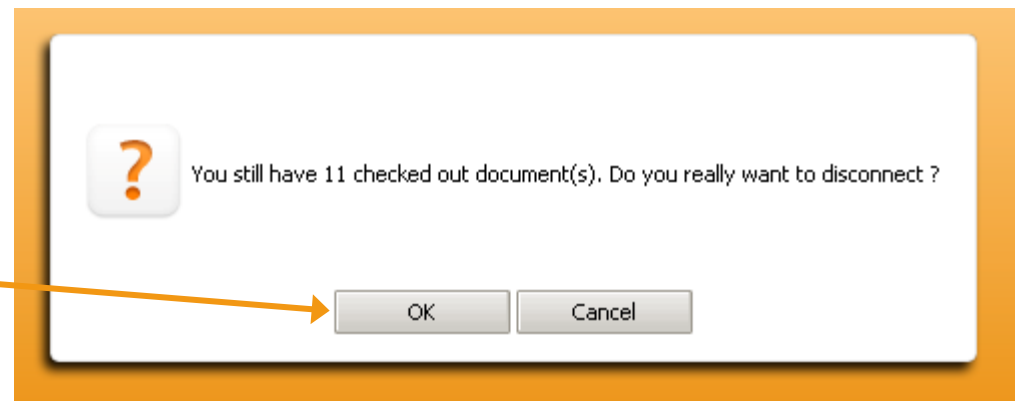 ?
You still have 11 checked out document(s). Do you really want to disconnect ?
OK
Cancel